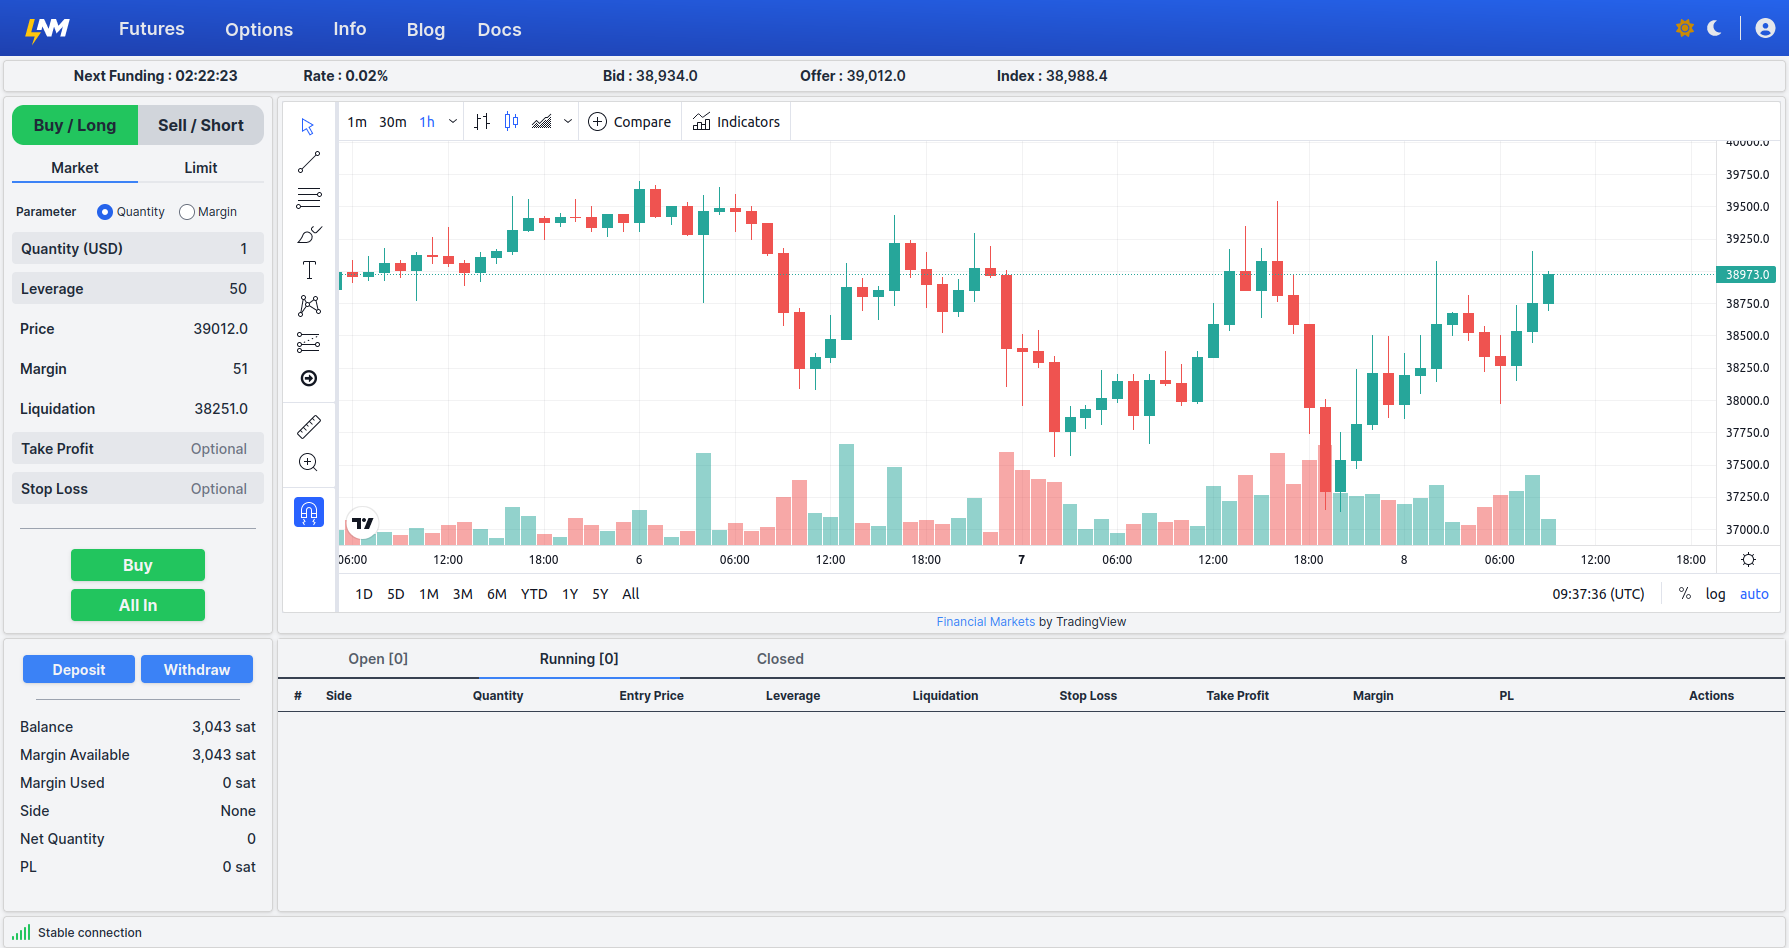 LNM Futures Options Info Blog Docs
Next Funding : 02:22:23 Rate : 0.02% Bid : 38,934.0 Offer : 39,012.0 Index : 38,988.4
Buy / Long Sell / Short
Market Limit
Parameter Quantity Margin
Quantity (USD) 1
Leverage 50
Price 39012.0
Margin 51
Liquidation 38251.0
Take Profit Optional
Stop Loss Optional
Buy
All In
1m 30m 1h Compare Indicators
T
40000.0
39750.0
39500.0
39250.0
38973.0
38750.0
38500.0
38250.0
38000.0
37750.0
37500.0
37250.0
37000.0
06:00 12:00 18:00 6 06:00 12:00 18:00 7 06:00 12:00 18:00 8 06:00 12:00 18:00
1D 5D 1M 3M 6M YTD 1Y 5Y All 09:37:36 (UTC) % log auto
Financial Markets by TradingView
Deposit Withdraw
Balance 3,043 sat
Margin Available 3,043 sat
Margin Used 0 sat
Side None
Net Quantity 0
PL 0 sat
Open [0] Running [0] Closed
# Side Quantity Entry Price Leverage Liquidation Stop Loss Take Profit Margin PL Actions
Stable connection